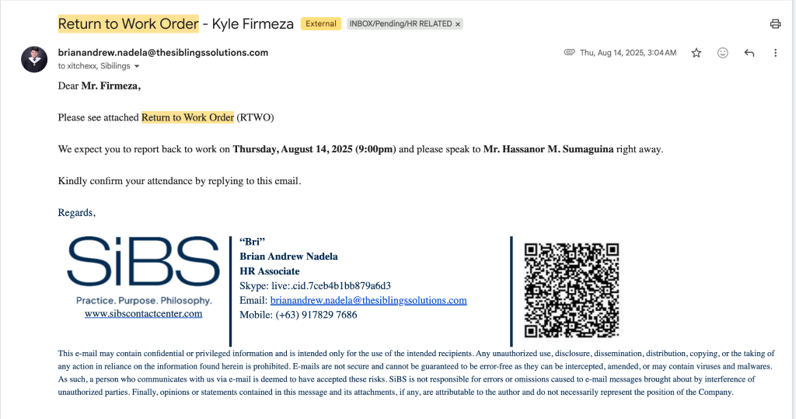 Return to Work Order - Kyle Firmeza External INBOX/Pending/HR RELATED ×
brianandrew.nadela@thesiblingssolutions.com Thu, Aug 14, 2025, 3:04 AM
to xitchexx, Sibilings
Dear Mr. Firmeza,
Please see attached Return to Work Order (RTWO)
We expect you to report back to work on Thursday, August 14, 2025 (9:00pm) and please speak to Mr. Hassanor M. Sumaguina right away.
Kindly confirm your attendance by replying to this email.
Regards,
SiBS
Practice. Purpose. Philosophy.
www.sibscontactcenter.com
“Bri”
Brian Andrew Nadela
HR Associate
Skype: live:.cid.7ceb4b1bb879a6d3
Email: brianandrew.nadela@thesiblingssolutions.com
Mobile: (+63) 917829 7686
This e-mail may contain confidential or privileged information and is intended only for the use of the intended recipients. Any unauthorized use, disclosure, dissemination, distribution, copying, or the taking of
any action in reliance on the information found herein is prohibited. E-mails are not secure and cannot be guaranteed to be error-free as they can be intercepted, amended, or may contain viruses and malwares.
As such, a person who communicates with us via e-mail is deemed to have accepted these risks. SiBS is not responsible for errors or omissions caused to e-mail messages brought about by interference of
unauthorized parties. Finally, opinions or statements contained in this message and its attachments, if any, are attributable to the author and do not necessarily represent the position of the Company.